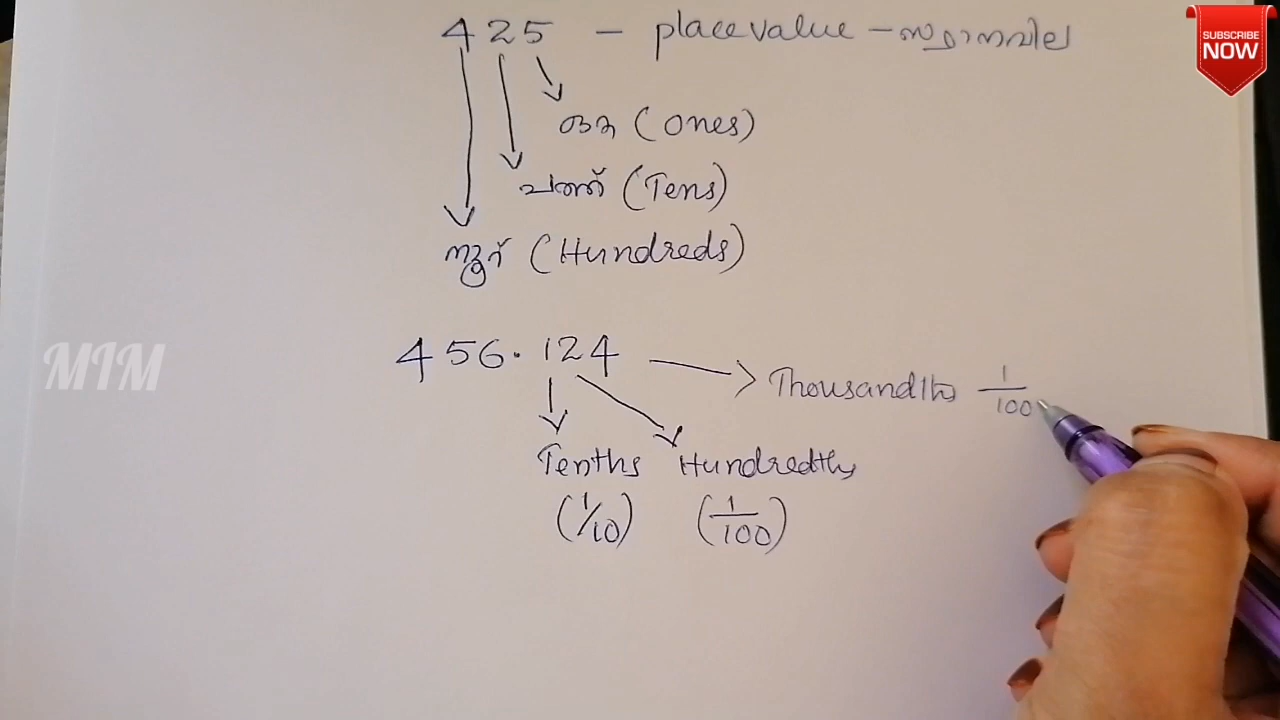 425 – place value – സ്ഥാനവില
ഒന്ന് (Ones)
പത്ത് (Tens)
നൂറ് (Hundreds)
456.124
Thousandths 1/100
Tenths Hundredths
(1/10) (1/100)
MIM
SUBSCRIBE
NOW